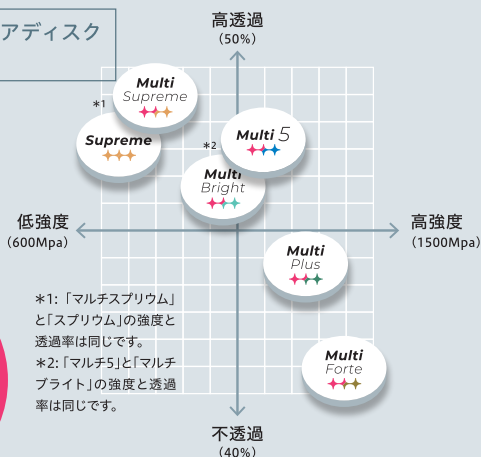 アディスク
高透過
（50%）
Multi
Supreme
＊1
Supreme
Multi 5
＊2
Multi
Bright
低強度
（600Mpa）
高強度
（1500Mpa）
Multi
Plus
＊1:「マルチスプリウム」
と「スプリウム」の強度と
透過率は同じです。
＊2:「マルチ5」と「マルチ
ブライト」の強度と透過
率は同じです。
Multi
Forte
不透過
（40%）